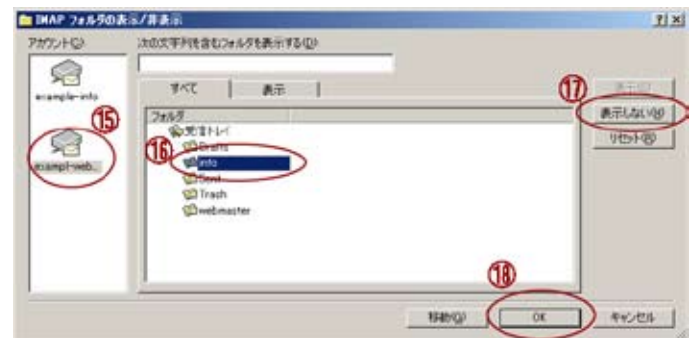 IMAP フォルダの表示/非表示
アカウント(C):
次の文字列を含むフォルダを表示する(D):
example-info
⑮
exampl-web...
すべて
表示
フォルダ
受信トレイ
Drafts
⑯
info
Sent
Trash
webmaster
⑰
表示しない(H)
リセット(R)
⑱
移動(G)
OK
キャンセル